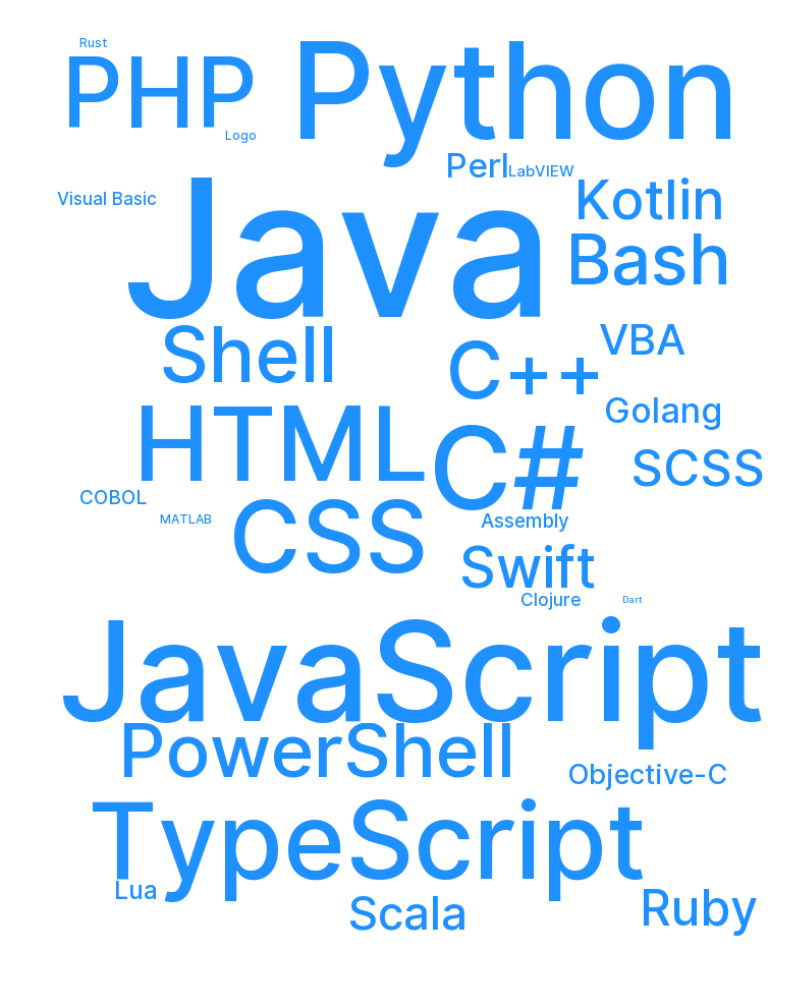 Rust
PHP
Python
Logo
Perl
LabVIEW
Visual Basic
Java
Kotlin
Bash
Shell
C++
VBA
HTML
Golang
C#
SCSS
COBOL
MATLAB
CSS
Assembly
Swift
Clojure
Dart
JavaScript
PowerShell
Objective-C
TypeScript
Lua
Scala
Ruby